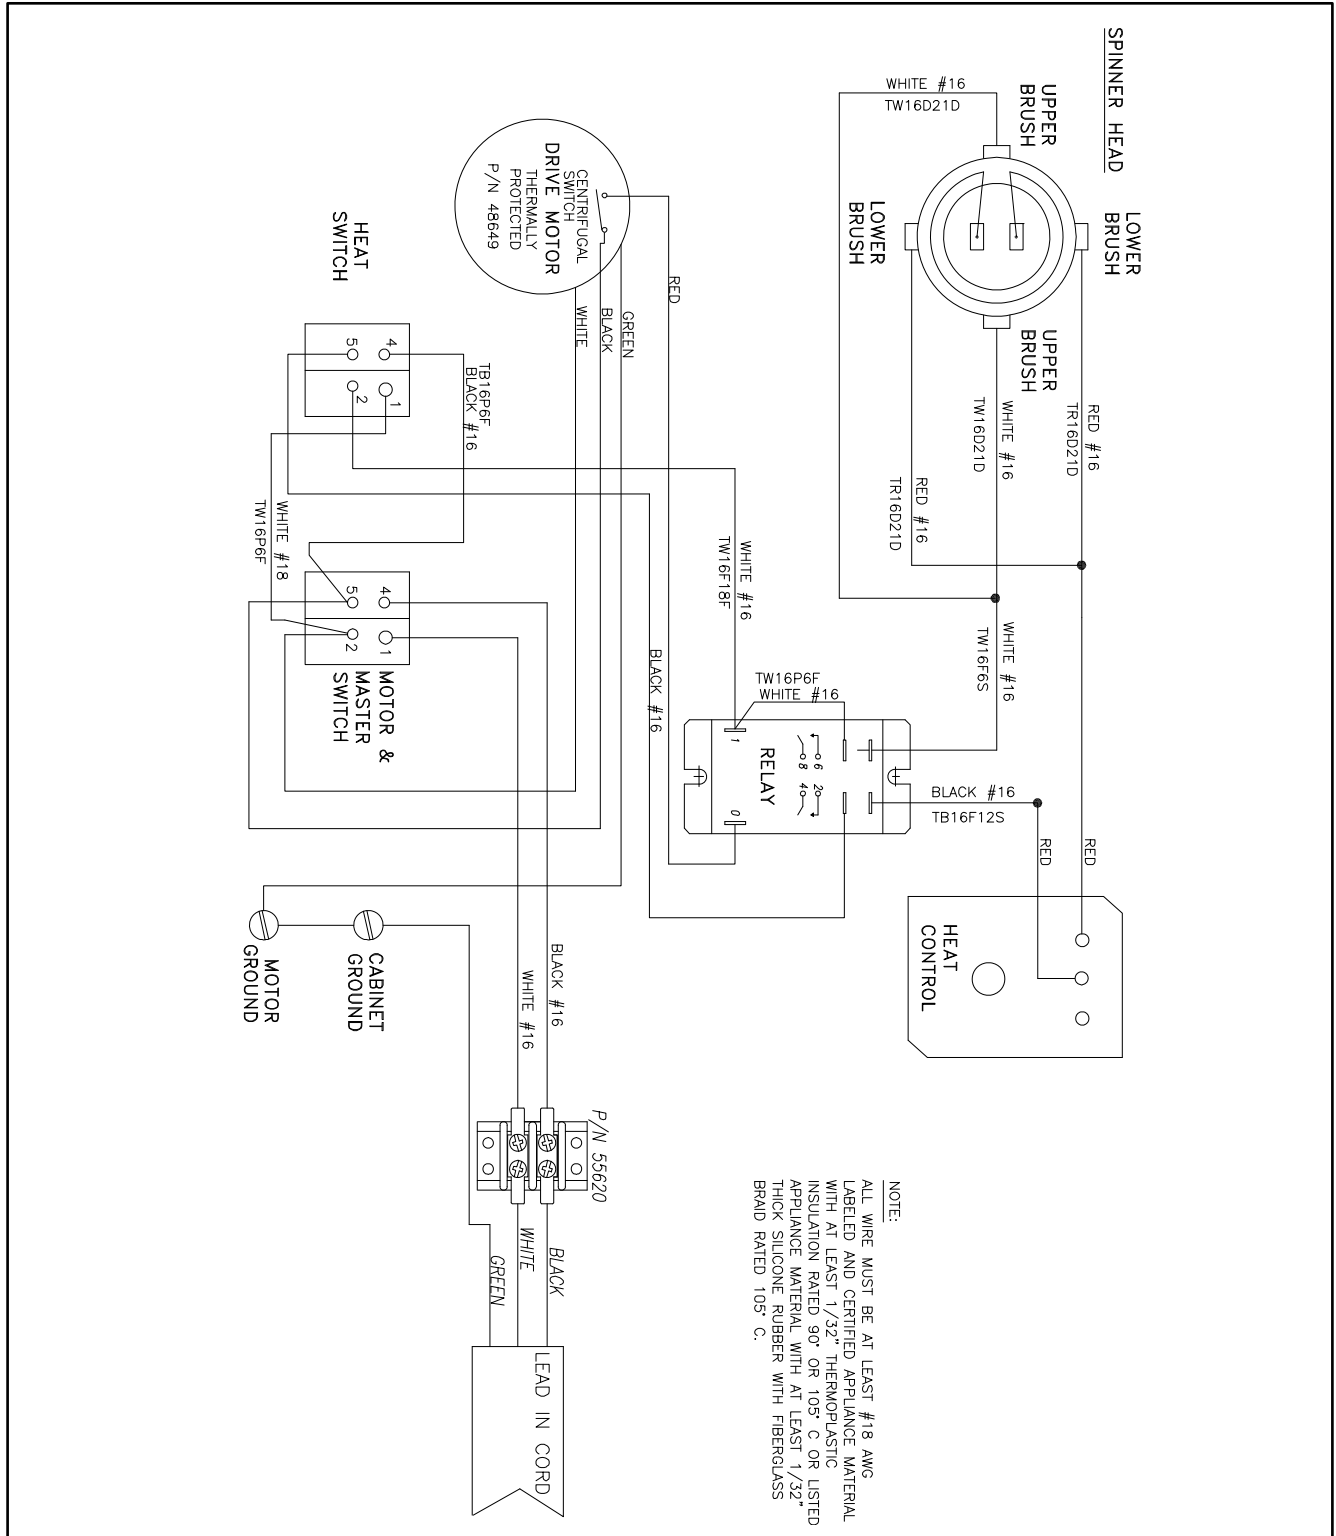 SPINNER HEAD
WHITE #16
TW16D21D
UPPER
BRUSH
LOWER
BRUSH
LOWER
BRUSH
UPPER
BRUSH
RED #16
TR16D21D
WHITE #16
TW16D21D
RED #16
TR16D21D
WHITE #16
TW16F6S
CENTRIFUGAL
SWITCH
DRIVE MOTOR
THERMALLY
PROTECTED
P/N 48649
RED
GREEN
BLACK
WHITE
HEAT
SWITCH
4
5
1
2
TB16P6F
BLACK #16
WHITE #18
TW16P6F
4
5
1
2
MOTOR &
MASTER
SWITCH
WHITE #16
TW16F18F
BLACK #16
TW16P6F
WHITE #16
RELAY
1
0
6
8
2
4
BLACK #16
TB16F12S
RED
RED
HEAT
CONTROL
CABINET
GROUND
MOTOR
GROUND
BLACK #16
WHITE #16
P/N 55620
BLACK
WHITE
GREEN
LEAD IN CORD
NOTE:
ALL WIRE MUST BE AT LEAST #18 AWG
LABELED AND CERTIFIED APPLIANCE MATERIAL
WITH AT LEAST 1/32" THERMOPLASTIC
INSULATION RATED 90° OR 105° C OR LISTED
APPLIANCE MATERIAL WITH AT LEAST 1/32"
THICK SILICONE RUBBER WITH FIBERGLASS
BRAID RATED 105° C.